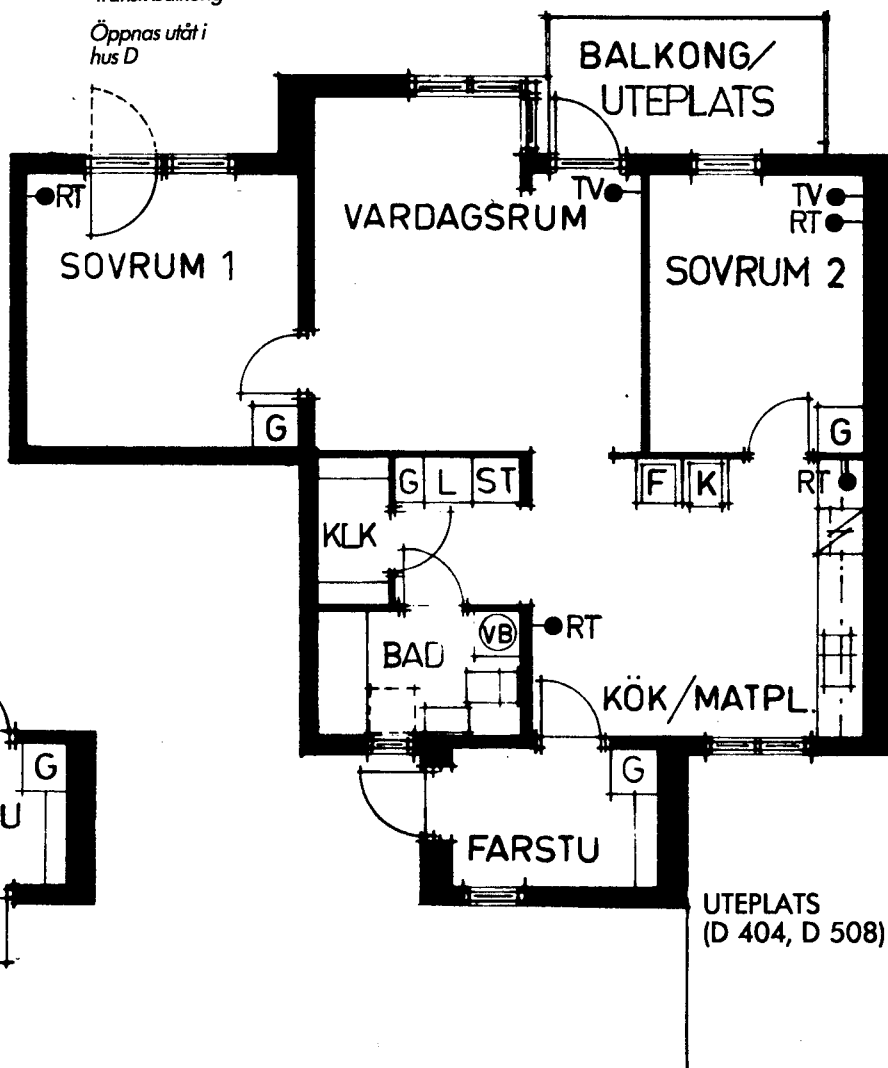 Öppnas utåt i
hus D
BALKONG/
UTEPLATS
RT
TV
TV
RT
VARDAGSRUM
SOVRUM 1
SOVRUM 2
G
G
G L ST
F K
RT
KLK
VB
RT
BAD
KÖK/MATPL.
G
G
U
FARSTU
UTEPLATS
(D 404, D 508)